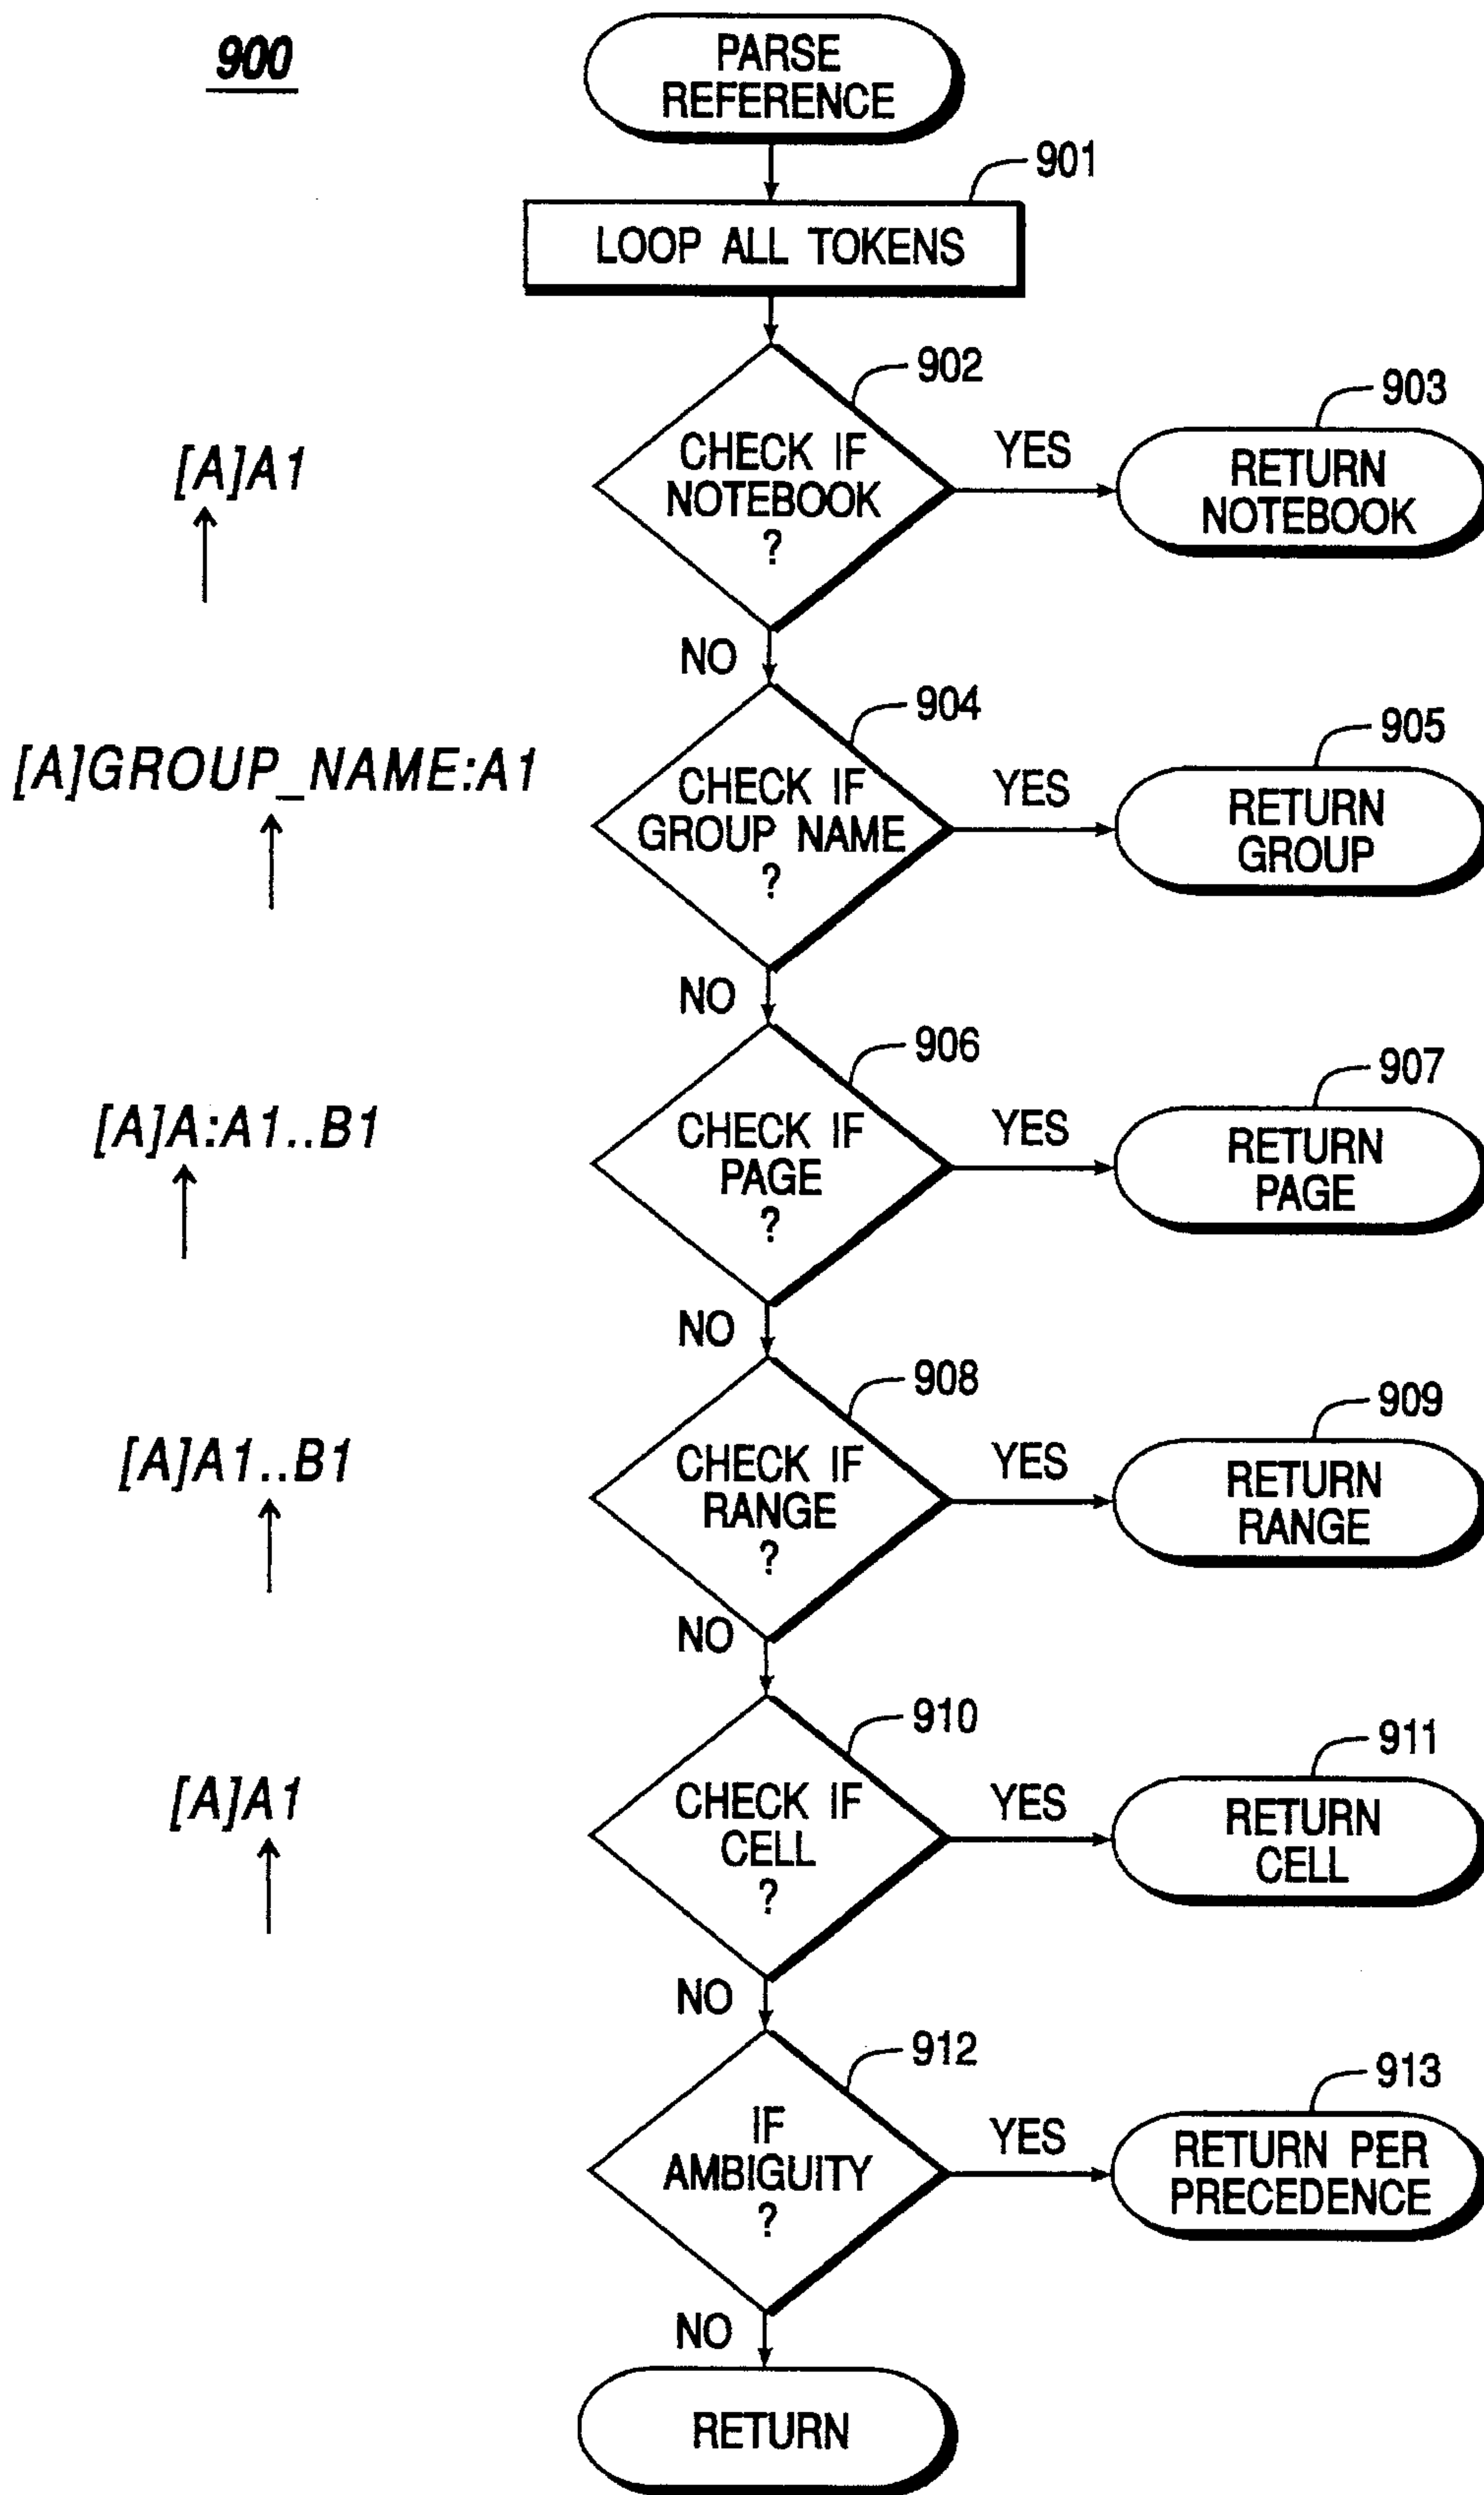 900
PARSE
REFERENCE
901
LOOP ALL TOKENS
902
903
[A]A1
CHECK IF
NOTEBOOK
?
YES
RETURN
NOTEBOOK
NO
904
905
[A]GROUP_NAME:A1
CHECK IF
GROUP NAME
?
YES
RETURN
GROUP
NO
906
907
[A]A:A1..B1
CHECK IF
PAGE
?
YES
RETURN
PAGE
NO
908
909
[A]A1..B1
CHECK IF
RANGE
?
YES
RETURN
RANGE
NO
910
911
[A]A1
CHECK IF
CELL
?
YES
RETURN
CELL
NO
912
913
IF
AMBIGUITY
?
YES
RETURN PER
PRECEDENCE
NO
RETURN